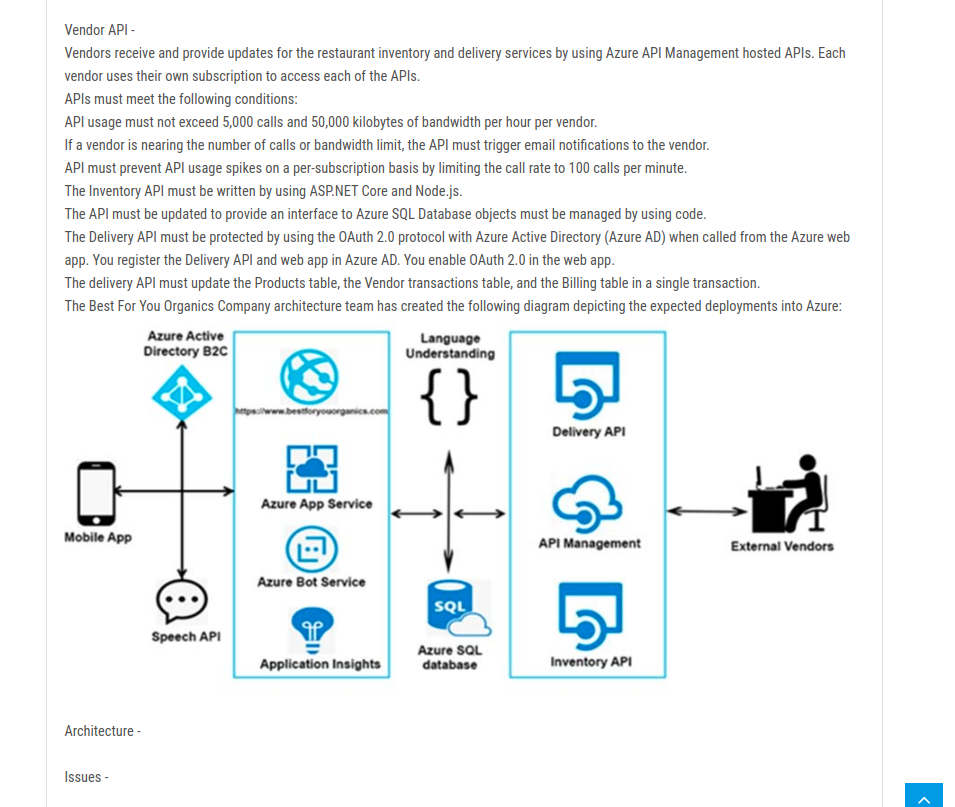 Vendor API -
Vendors receive and provide updates for the restaurant inventory and delivery services by using Azure API Management hosted APIs. Each
vendor uses their own subscription to access each of the APIs.
APIs must meet the following conditions:
API usage must not exceed 5,000 calls and 50,000 kilobytes of bandwidth per hour per vendor.
If a vendor is nearing the number of calls or bandwidth limit, the API must trigger email notifications to the vendor.
API must prevent API usage spikes on a per-subscription basis by limiting the call rate to 100 calls per minute.
The Inventory API must be written by using ASP.NET Core and Node.js.
The API must be updated to provide an interface to Azure SQL Database objects must be managed by using code.
The Delivery API must be protected by using the OAuth 2.0 protocol with Azure Active Directory (Azure AD) when called from the Azure web
app. You register the Delivery API and web app in Azure AD. You enable OAuth 2.0 in the web app.
The delivery API must update the Products table, the Vendor transactions table, and the Billing table in a single transaction.
The Best For You Organics Company architecture team has created the following diagram depicting the expected deployments into Azure:
Azure Active
Directory B2C
Mobile App
Speech API
https://www.bestforyouorganics.com
Azure App Service
Azure Bot Service
Application Insights
Language
Understanding
{ }
SQL
Azure SQL
database
Delivery API
API Management
Inventory API
External Vendors
Architecture -
Issues -